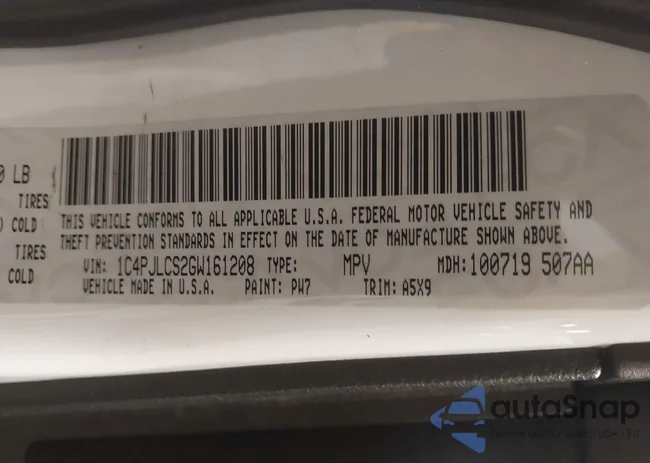 0 LB
TIRES
COLD
TIRES
COLD
THIS VEHICLE CONFORMS TO ALL APPLICABLE U.S.A. FEDERAL MOTOR VEHICLE SAFETY AND
THEFT PREVENTION STANDARDS IN EFFECT ON THE DATE OF MANUFACTURE SHOWN ABOVE.
VIN: 1C4PJLCS2GW161208 TYPE: MPV MDH: 100719 507AA
VEHICLE MADE IN U.S.A. PAINT: PW7 TRIM: A5X9
autoSnap